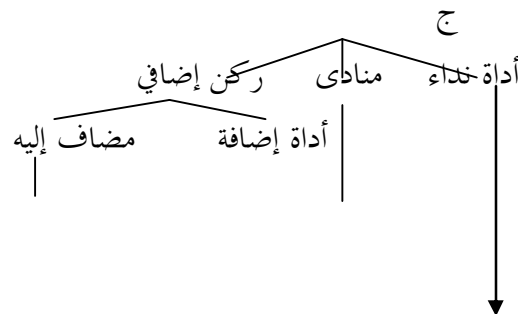 ج
أداة نداء منادى ركن إضافي
أداة إضافة مضاف إليه